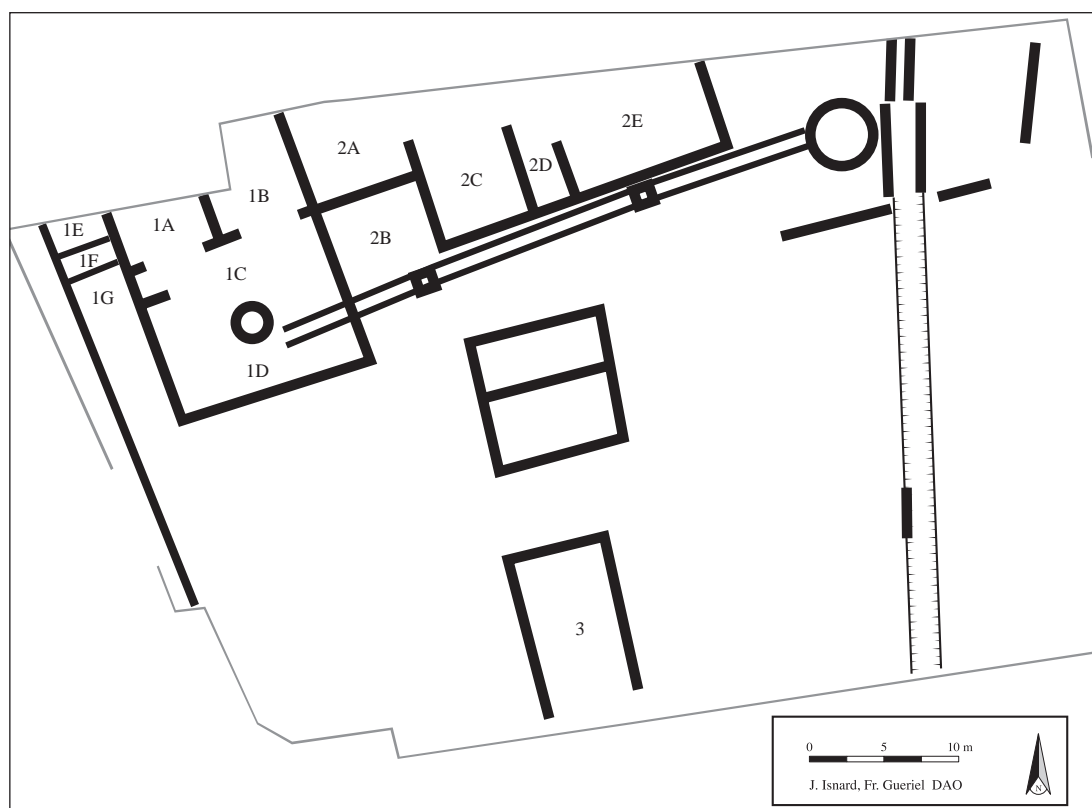 2E
2A
2D
2C
1B
1A
1E
2B
1F
1C
1G
1D
3
0 5 10 m
J. Isnard, Fr. Gueriel DAO
N